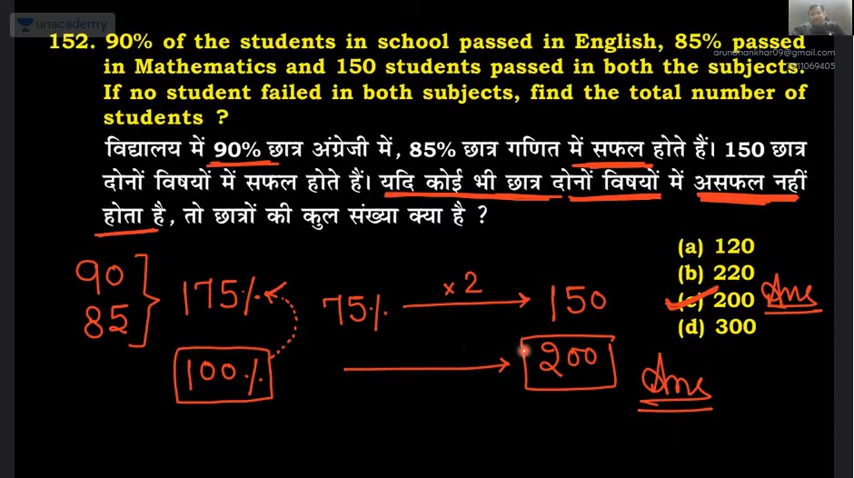 unacademy
152. 90% of the students in school passed in English, 85% passed
arundhankhar09@gmail.com
in Mathematics and 150 students passed in both the subjects.
If no student failed in both subjects, find the total number of
students ?
विद्यालय में 90% छात्र अंग्रेजी में, 85% छात्र गणित में सफल होते हैं। 150 छात्र
दोनों विषयों में सफल होते हैं। यदि कोई भी छात्र दोनों विषयों में असफल नहीं
होता है, तो छात्रों की कुल संख्या क्या है ?
(a) 120
(b) 220
(c) 200 Ans
(d) 300
90
85
175%
75% ×2 150
100% 200
Ans